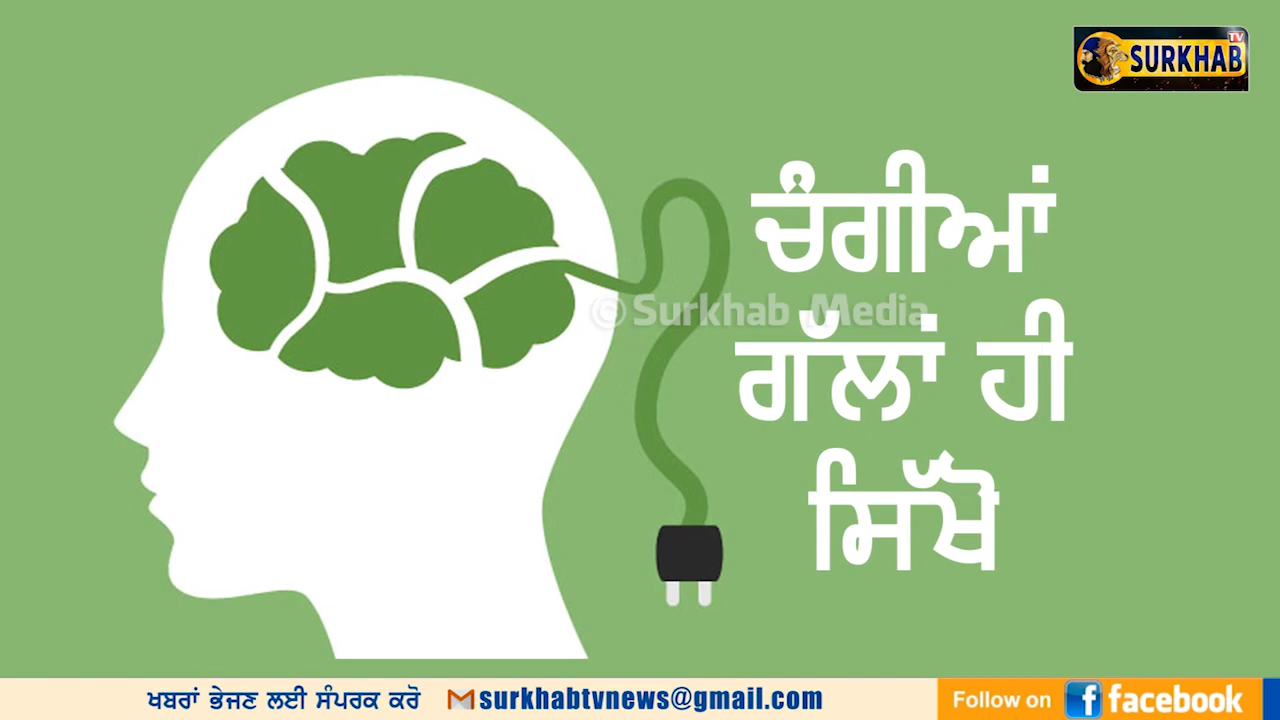 SURKHAB TV
ਚੰਗੀਆਂ
© Surkhab Media
ਗੱਲਾਂ ਹੀ
ਸਿੱਖੋ
ਖਬਰਾਂ ਭੇਜਣ ਲਈ ਸੰਪਰਕ ਕਰੋ surkhabtvnews@gmail.com Follow on facebook